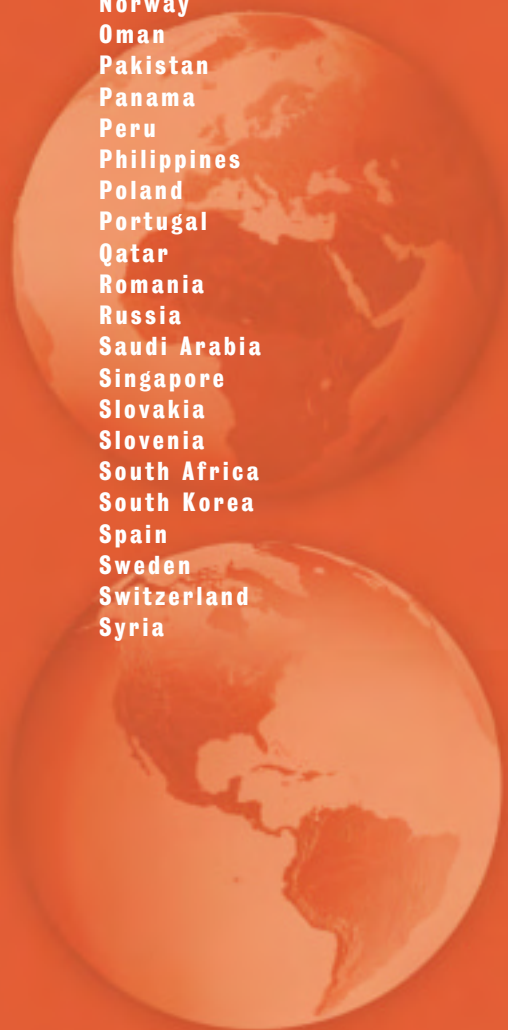 Norway
Oman
Pakistan
Panama
Peru
Philippines
Poland
Portugal
Qatar
Romania
Russia
Saudi Arabia
Singapore
Slovakia
Slovenia
South Africa
South Korea
Spain
Sweden
Switzerland
Syria